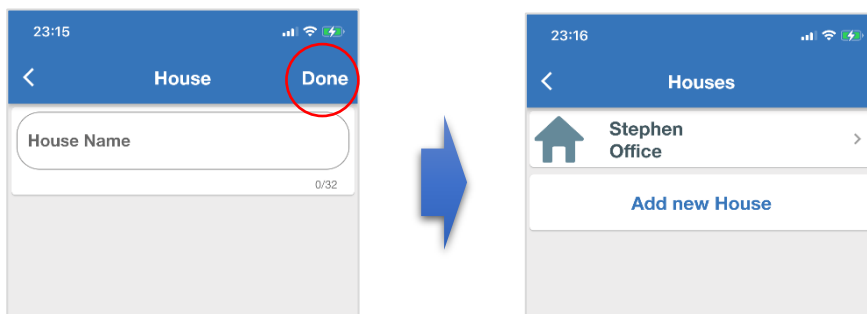 23:15
House
Done
House Name
0/32
23:16
Houses
Stephen
Office
Add new House